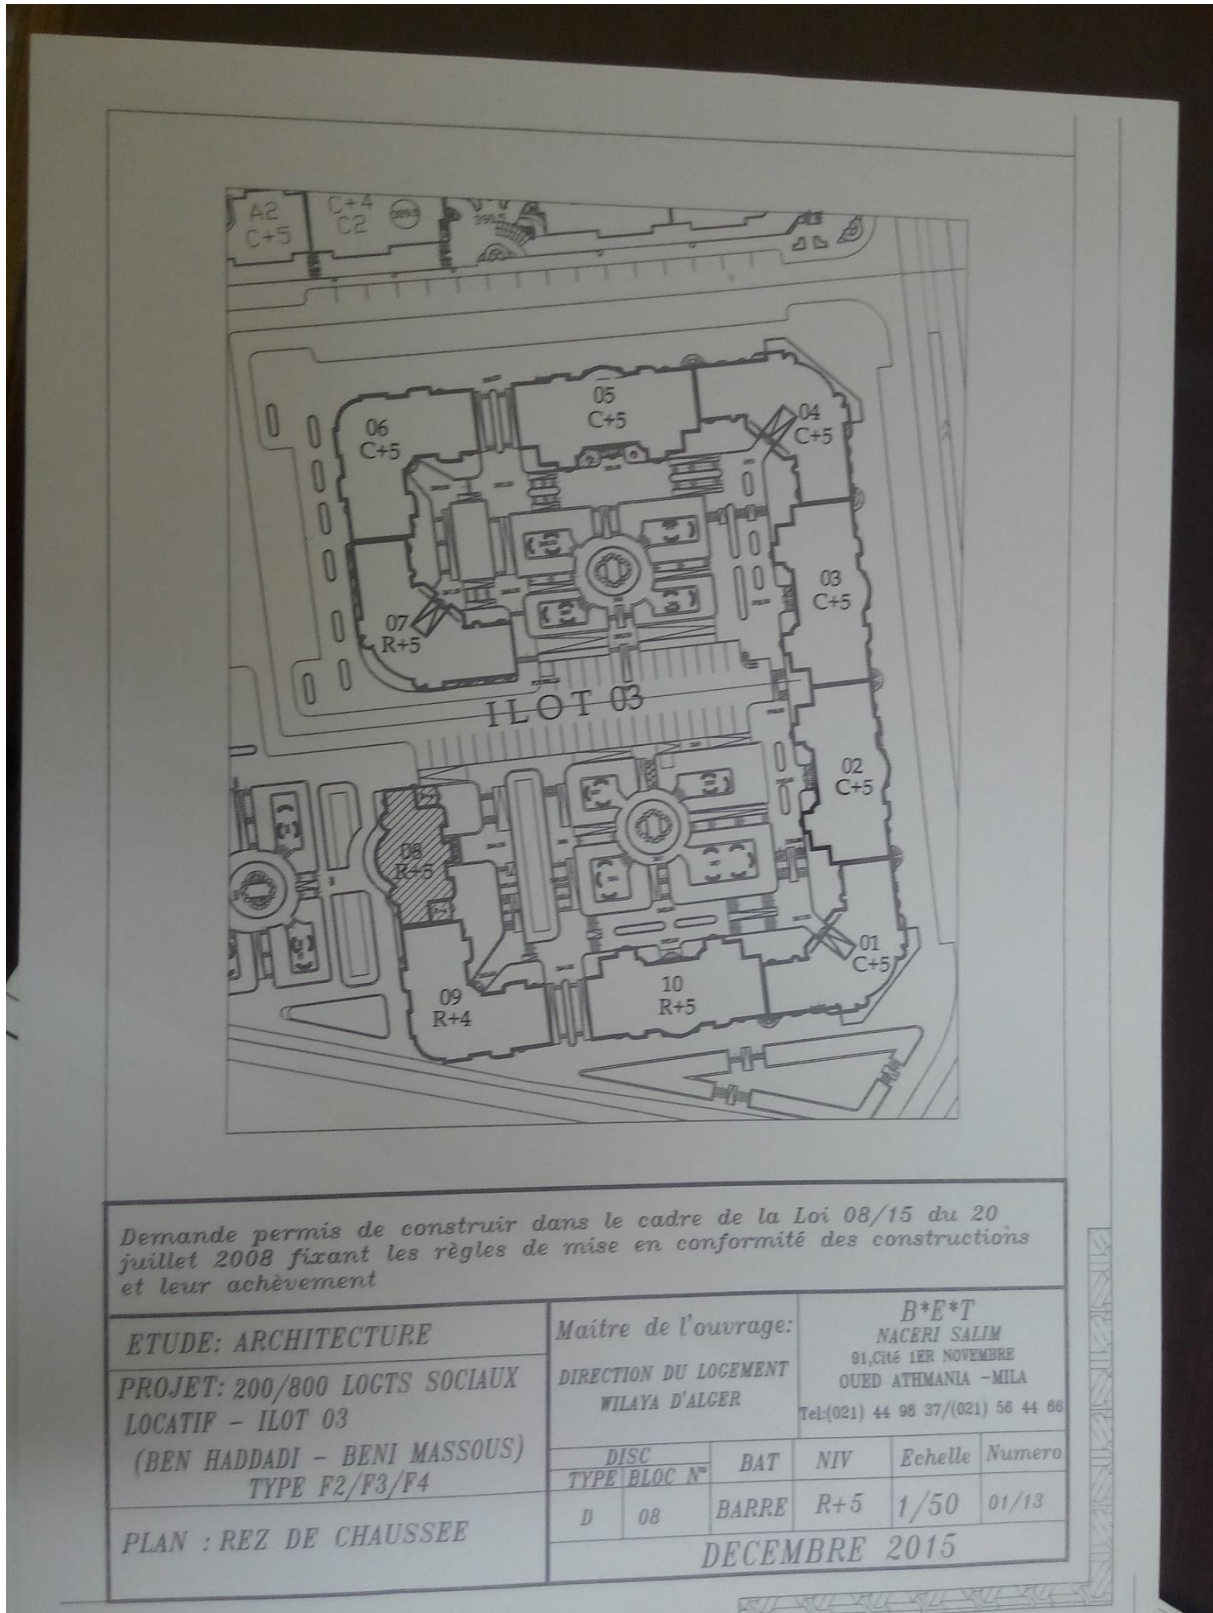 A2
C+5
C+4
C2
05
C+5
04
C+5
06
C+5
03
C+5
07
R+5
ILOT 03
02
C+5
08
R+5
01
C+5
09
R+4
10
R+5
Demande permis de construir dans le cadre de la Loi 08/15 du 20
juillet 2008 fixant les règles de mise en conformité des constructions
et leur achèvement
ETUDE: ARCHITECTURE
PROJET: 200/800 LOGTS SOCIAUX
LOCATIF - ILOT 03
(BEN HADDADI - BENI MASSOUS)
TYPE F2/F3/F4
PLAN : REZ DE CHAUSSEE
Maitre de l'ouvrage:
DIRECTION DU LOGEMENT
WILAYA D'ALGER
B*E*T
NACERI SALIM
91,Cité 1ER NOVEMBRE
OUED ATHMANIA -MILA
Tel:(021) 44 98 37/(021) 56 44 66
DISC
TYPE BLOC N° BAT NIV Echelle Numero
D 08 BARRE R+5 1/50 01/13
DECEMBRE 2015